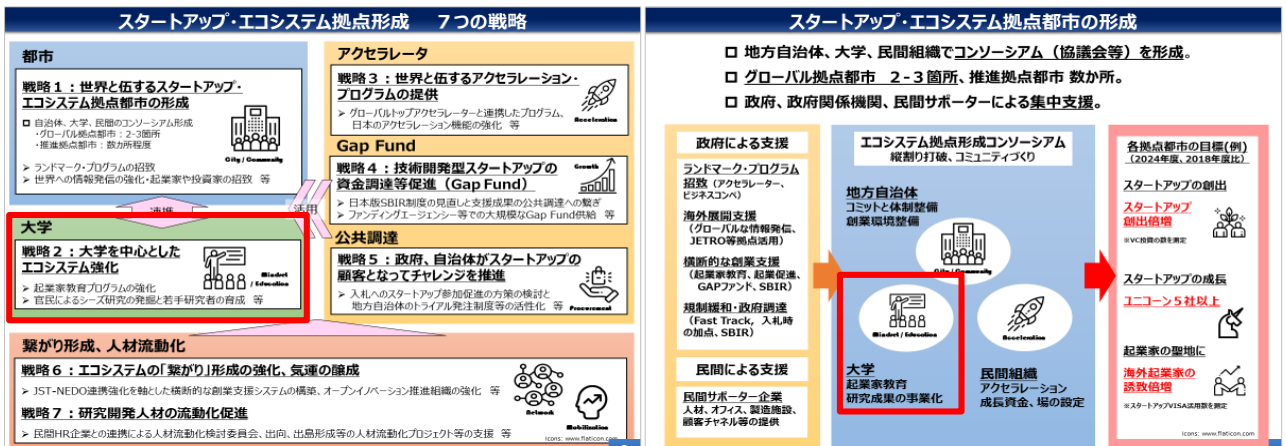 スタートアップ・エコシステム拠点形成　７つの戦略
都市
戦略１：世界と伍するスタートアップ・
エコシステム拠点都市の形成
自治体、大学、民間のコンソーシアム形成
・グローバル拠点都市：2-3箇所
・推進拠点都市：数カ所程度
City / Community
➢ ランドマーク・プログラムの招致
➢ 世界への情報発信の強化・起業家や投資家の招致 等
連携
活用
大学
戦略２：大学を中心とした
エコシステム強化
Mindset
/ Education
➢ 起業家教育プログラムの強化
➢ 官民によるシーズ研究の発掘と若手研究者の育成 等
アクセラレータ
戦略３：世界と伍するアクセラレーション・
プログラムの提供
➢ グローバルトップアクセラレーターと連携したプログラム、
日本のアクセラレーション機能の強化 等
Acceleration
Gap Fund
戦略４：技術開発型スタートアップの
資金調達等促進（Gap Fund）
Growth
➢ 日本版SBIR制度の見直しと支援成果の公共調達への繋ぎ
➢ ファンディングエージェンシー等での大規模なGap Fund供給 等
公共調達
戦略５：政府、自治体がスタートアップの
顧客となってチャレンジを推進
➢ 入札へのスタートアップ参加促進の方策の検討と
地方自治体のトライアル発注制度等の活性化 等
Procurement
繋がり形成、人材流動化
戦略６：エコシステムの「繋がり」形成の強化、気運の醸成
➢ JST-NEDO連携強化を軸とした横断的な創業支援システムの構築、オープンイノベーション推進組織の強化 等
Network
戦略７：研究開発人材の流動化促進
➢ 民間HR企業との連携による人材流動化検討委員会、出向、出島形成等の人材流動化プロジェクト等の支援 等
Mobilization
Icons: www.flaticon.com
スタートアップ・エコシステム拠点都市の形成
地方自治体、大学、民間組織でコンソーシアム（協議会等）を形成。
グローバル拠点都市　2-3箇所、推進拠点都市 数か所。
政府、政府関係機関、民間サポーターによる集中支援。
政府による支援
ランドマーク・プログラム
招致（アクセラレーター、
ビジネスコンペ）
海外展開支援
（グローバルな情報発信、
JETRO等拠点活用）
横断的な創業支援
（起業家教育、起業促進、
GAPファンド、SBIR）
規制緩和・政府調達
（Fast Track，入札時
の加点、SBIR）
民間による支援
民間サポーター企業
人材、オフィス、製造施設、
顧客チャネル等の提供
エコシステム拠点形成コンソーシアム
縦割り打破、コミュニティづくり
地方自治体
コミットと体制整備
創業環境整備
City / Community
Mindset / Education
大学
起業家教育
研究成果の事業化
Acceleration
民間組織
アクセラレーション
成長資金、場の設定
各拠点都市の目標(例)
（2024年度、2018年度比）
スタートアップの創出
スタートアップ
創出倍増
※VC投資の数を測定
スタートアップの成長
ユニコーン５社以上
起業家の聖地に
海外起業家の
誘致倍増
※スタートアップVISA活用数を測定
Icons: www.flaticon.com